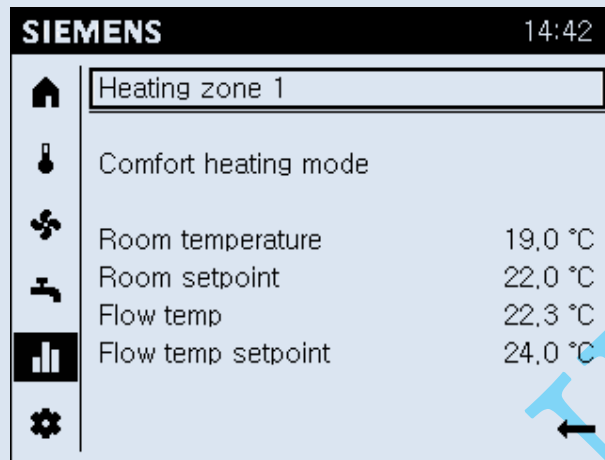 SIEMENS 14:42
Heating zone 1
Comfort heating mode
Room temperature 19,0 °C
Room setpoint 22,0 °C
Flow temp 22,3 °C
Flow temp setpoint 24,0 °C